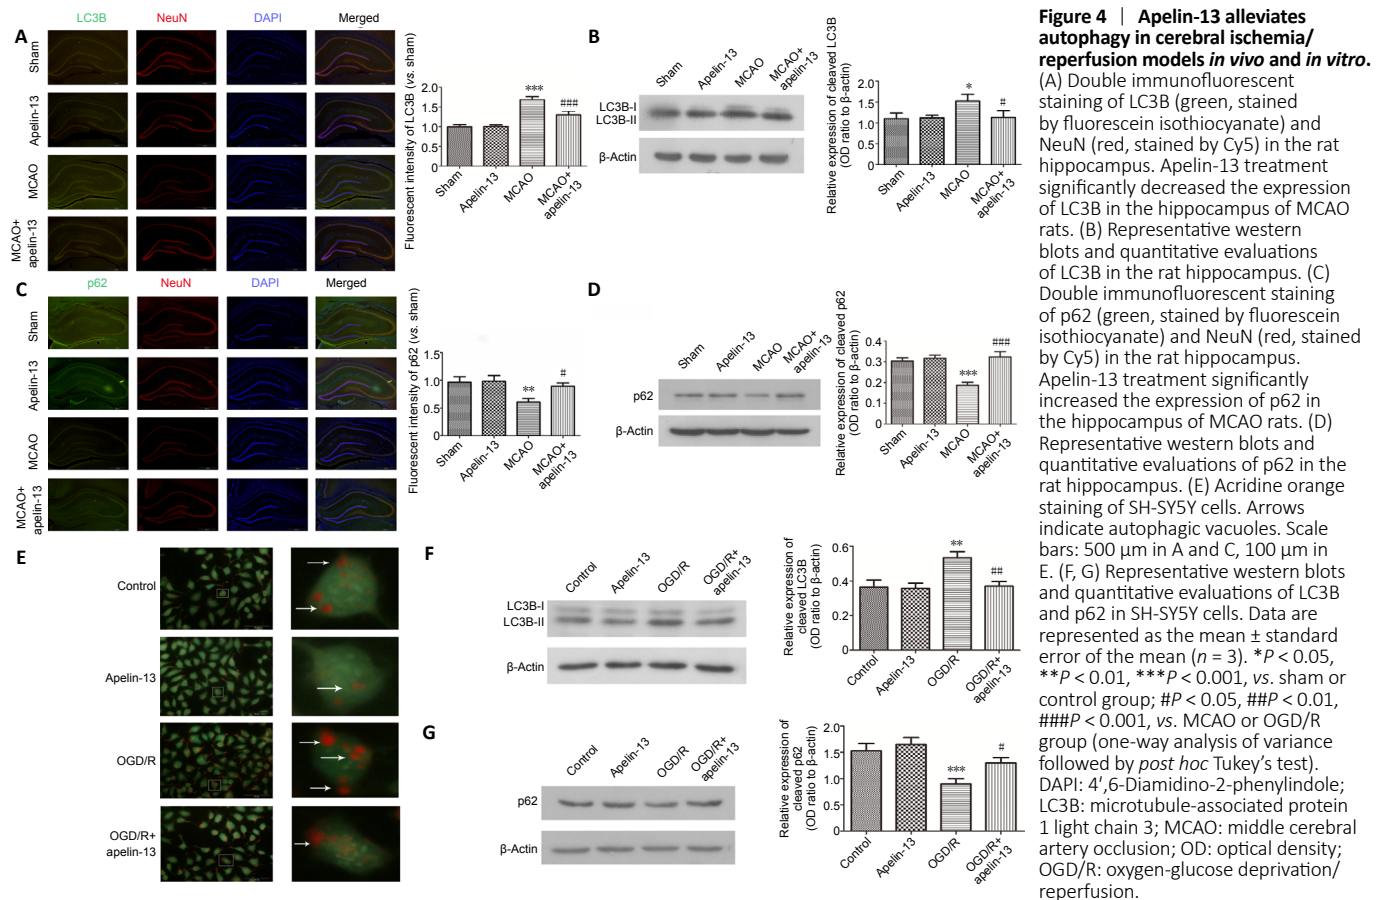 LC3B NeuN DAPI Merged
A
Sham
Apelin-13
MCAO
MCAO+
apelin-13
Fluorescent intensity of LC3B (vs. sham)
2.0
1.5
1.0
0.5
0
***
###
Sham
Apelin-13
MCAO
MCAO+
apelin-13
B
Sham
Apelin-13
MCAO
MCAO+
apelin-13
LC3B-I
LC3B-II
β-Actin
Relative expression of cleaved LC3B
(OD ratio to β-actin)
2.0
1.5
1.0
0.5
0
*
#
Sham
Apelin-13
MCAO
MCAO+
apelin-13
C
p62 NeuN DAPI Merged
Sham
Apelin-13
MCAO
MCAO+
apelin-13
Fluorescent intensity of p62 (vs. sham)
1.5
1.0
0.5
0
**
#
Sham
Apelin-13
MCAO
MCAO+
apelin-13
D
Sham
Apelin-13
MCAO
MCAO+
apelin-13
p62
β-Actin
Relative expression of cleaved p62
(OD ratio to β-actin)
0.4
0.3
0.2
0.1
0
***
###
Sham
Apelin-13
MCAO
MCAO+
apelin-13
E
Control
Apelin-13
OGD/R
OGD/R+
apelin-13
F
Control
Apelin-13
OGD/R
OGD/R+
apelin-13
LC3B-I
LC3B-II
β-Actin
Relative expression of
cleaved LC3B
(OD ratio to β-actin)
0.6
0.4
0.2
0
**
##
Control
Apelin-13
OGD/R
OGD/R+
apelin-13
G
Control
Apelin-13
OGD/R
OGD/R+
apelin-13
p62
β-Actin
Relative expression of
cleaved p62
(OD ratio to β-actin)
2.0
1.5
1.0
0.5
0
***
#
Control
Apelin-13
OGD/R
OGD/R+
apelin-13
Figure 4 | Apelin-13 alleviates
autophagy in cerebral ischemia/
reperfusion models in vivo and in vitro.
(A) Double immunofluorescent
staining of LC3B (green, stained
by fluorescein isothiocyanate) and
NeuN (red, stained by Cy5) in the rat
hippocampus. Apelin-13 treatment
significantly decreased the expression
of LC3B in the hippocampus of MCAO
rats. (B) Representative western
blots and quantitative evaluations
of LC3B in the rat hippocampus. (C)
Double immunofluorescent staining
of p62 (green, stained by fluorescein
isothiocyanate) and NeuN (red, stained
by Cy5) in the rat hippocampus.
Apelin-13 treatment significantly
increased the expression of p62 in
the hippocampus of MCAO rats. (D)
Representative western blots and
quantitative evaluations of p62 in the
rat hippocampus. (E) Acridine orange
staining of SH-SY5Y cells. Arrows
indicate autophagic vacuoles. Scale
bars: 500 μm in A and C, 100 μm in
E. (F, G) Representative western blots
and quantitative evaluations of LC3B
and p62 in SH-SY5Y cells. Data are
represented as the mean ± standard
error of the mean (n = 3). *P < 0.05,
**P < 0.01, ***P < 0.001, vs. sham or
control group; #P < 0.05, ##P < 0.01,
###P < 0.001, vs. MCAO or OGD/R
group (one-way analysis of variance
followed by post hoc Tukey's test).
DAPI: 4′,6-Diamidino-2-phenylindole;
LC3B: microtubule-associated protein
1 light chain 3; MCAO: middle cerebral
artery occlusion; OD: optical density;
OGD/R: oxygen-glucose deprivation/
reperfusion.